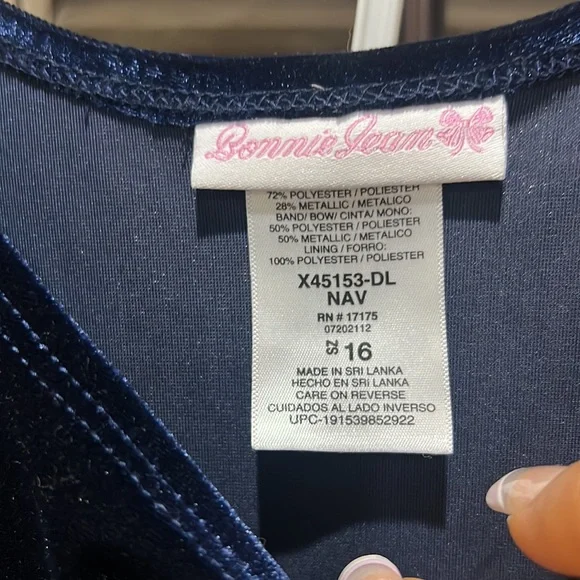 Bonnie Jean
72% POLYESTER / POLIESTER
28% METALLIC / METALICO
BAND/ BOW/ CINTA/ MONO:
50% POLYESTER / POLIESTER
50% METALLIC / METALICO
LINING / FORRO:
100% POLYESTER / POLIESTER
X45153-DL
NAV
RN # 17175
07202112
SZ 16
MADE IN SRI LANKA
HECHO EN SRI LANKA
CARE ON REVERSE
CUIDADOS AL LADO INVERSO
UPC-191539852922